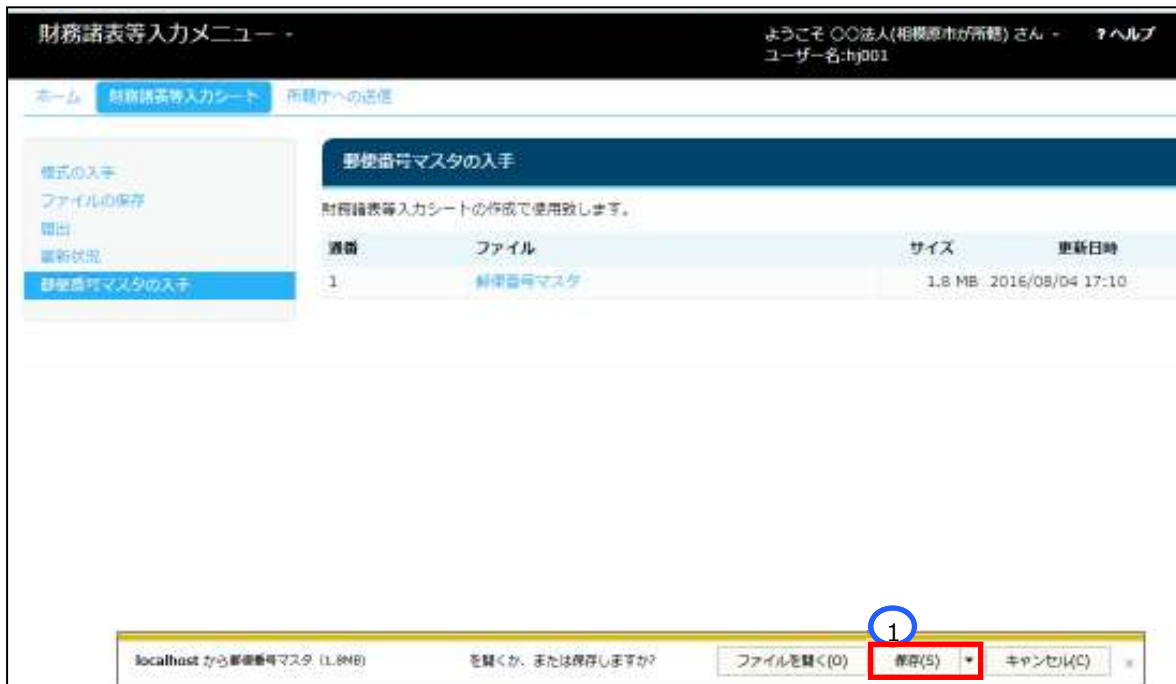 財務諸表等入力メニュー -
ようこそ 〇〇法人(相模原市が所轄) さん -
?ヘルプ
ユーザー名:hj001
ホーム
財務諸表等入力シート
所轄庁への送信
様式の入手
ファイルの保存
届出
最新状況
郵便番号マスタの入手
郵便番号マスタの入手
財務諸表等入力シートの作成で使用致します。
通番 ファイル サイズ 更新日時
1 郵便番号マスタ 1.8 MB 2016/08/04 17:10
1
localhost から郵便番号マスタ (1.8MB) を開くか、または保存しますか?
ファイルを開く(O)
保存(S)
キャンセル(C)
×